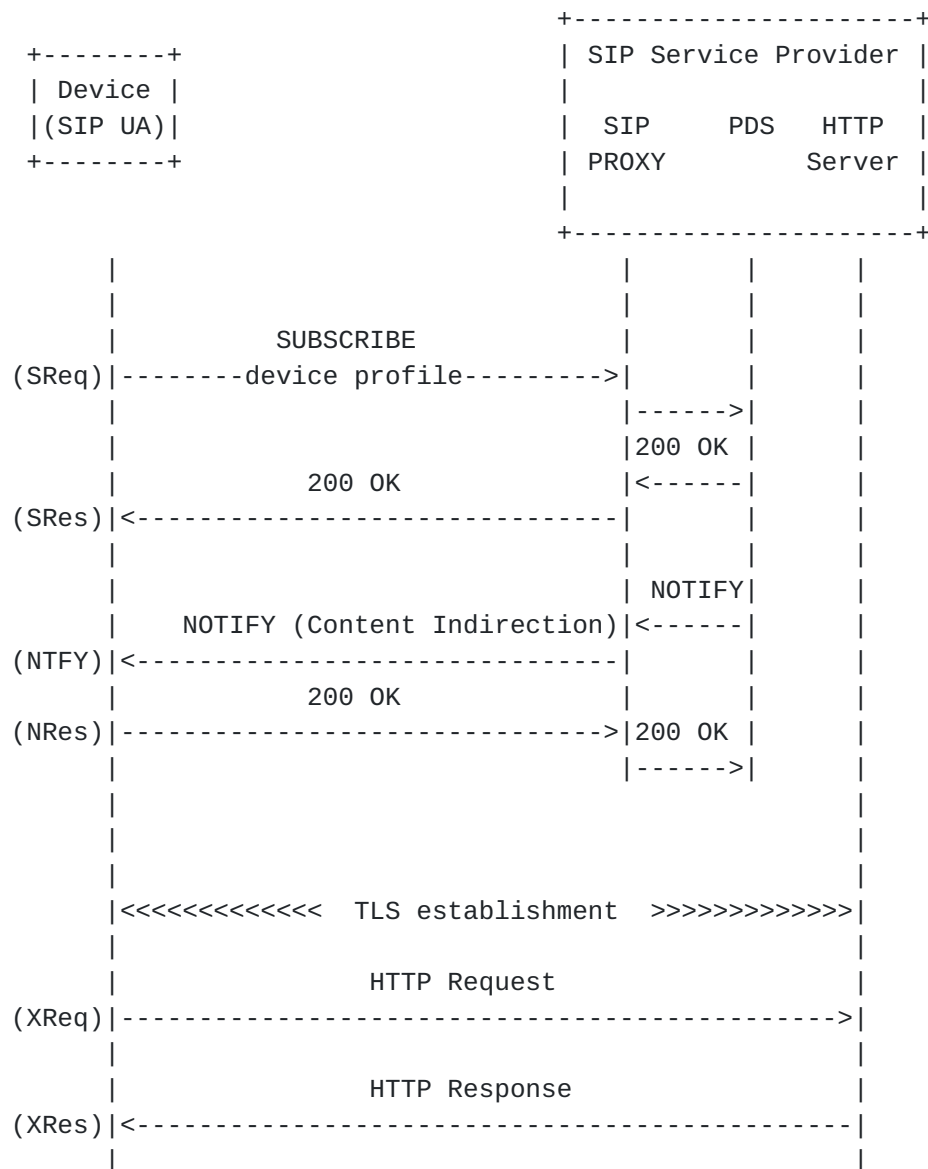 +----------------------+
 +--------+                        | SIP Service Provider |
 | Device |                        |                      |
 |(SIP UA)|                        |  SIP     PDS   HTTP  |
 +--------+                        | PROXY         Server |
                                   |                      |
                                   +----------------------+
      |                                |       |      |
      |                                |       |      |
      |          SUBSCRIBE             |       |      |
(SReq)|--------device profile--------->|       |      |
      |                                |------>|      |
      |                                |200 OK |      |
      |            200 OK              |<------|      |
(SRes)|<-------------------------------|       |      |
      |                                |       |      |
      |                                | NOTIFY|      |
      |    NOTIFY (Content Indirection)|<------|      |
(NTFY)|<-------------------------------|       |      |
      |            200 OK              |       |      |
(NRes)|------------------------------->|200 OK |      |
      |                                |------>|      |
      |                                               |
      |                                               |
      |                                               |
      |<<<<<<<<<<<<<  TLS establishment  >>>>>>>>>>>>>|
      |                                               |
      |                HTTP Request                   |
(XReq)|---------------------------------------------->|
      |                                               |
      |                HTTP Response                  |
(XRes)|<----------------------------------------------|
      |                                               |